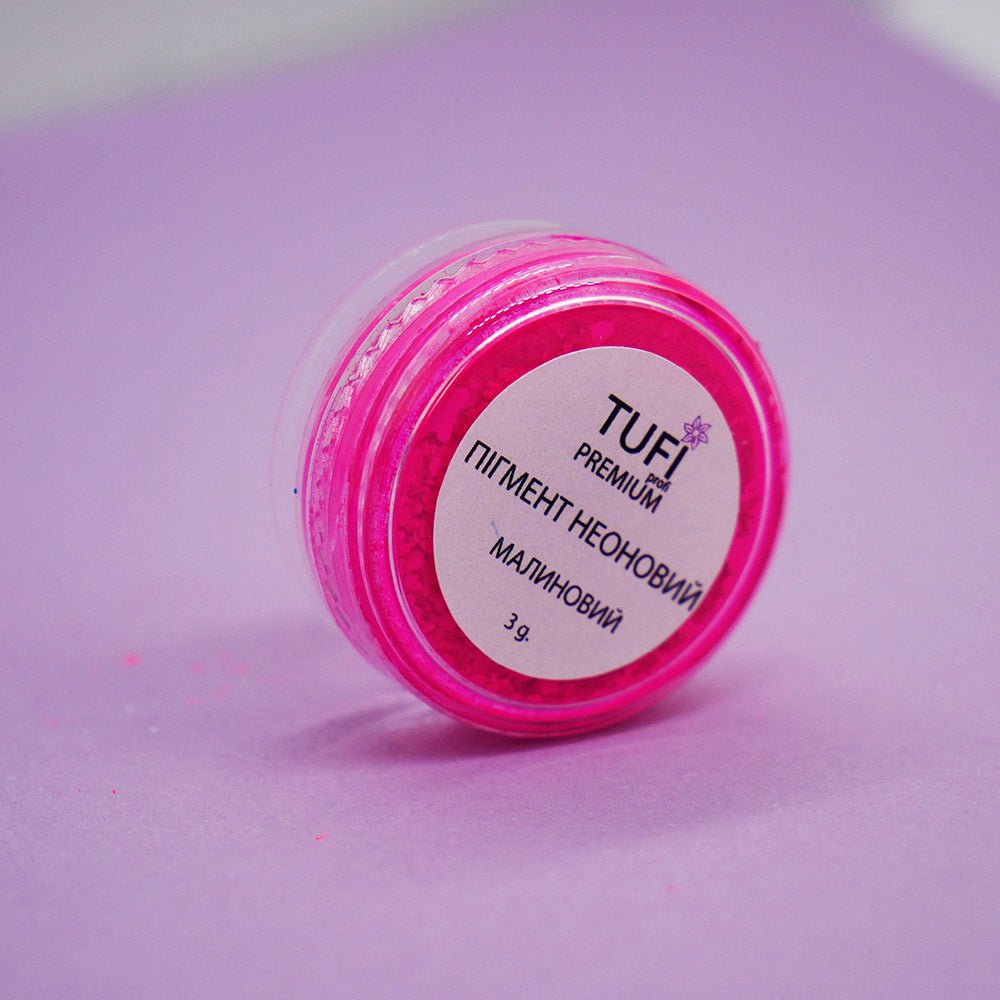 TUFI
profi
PREMIUM
ПІГМЕНТ НЕОНОВИЙ
МАЛИНОВИЙ
3 g.